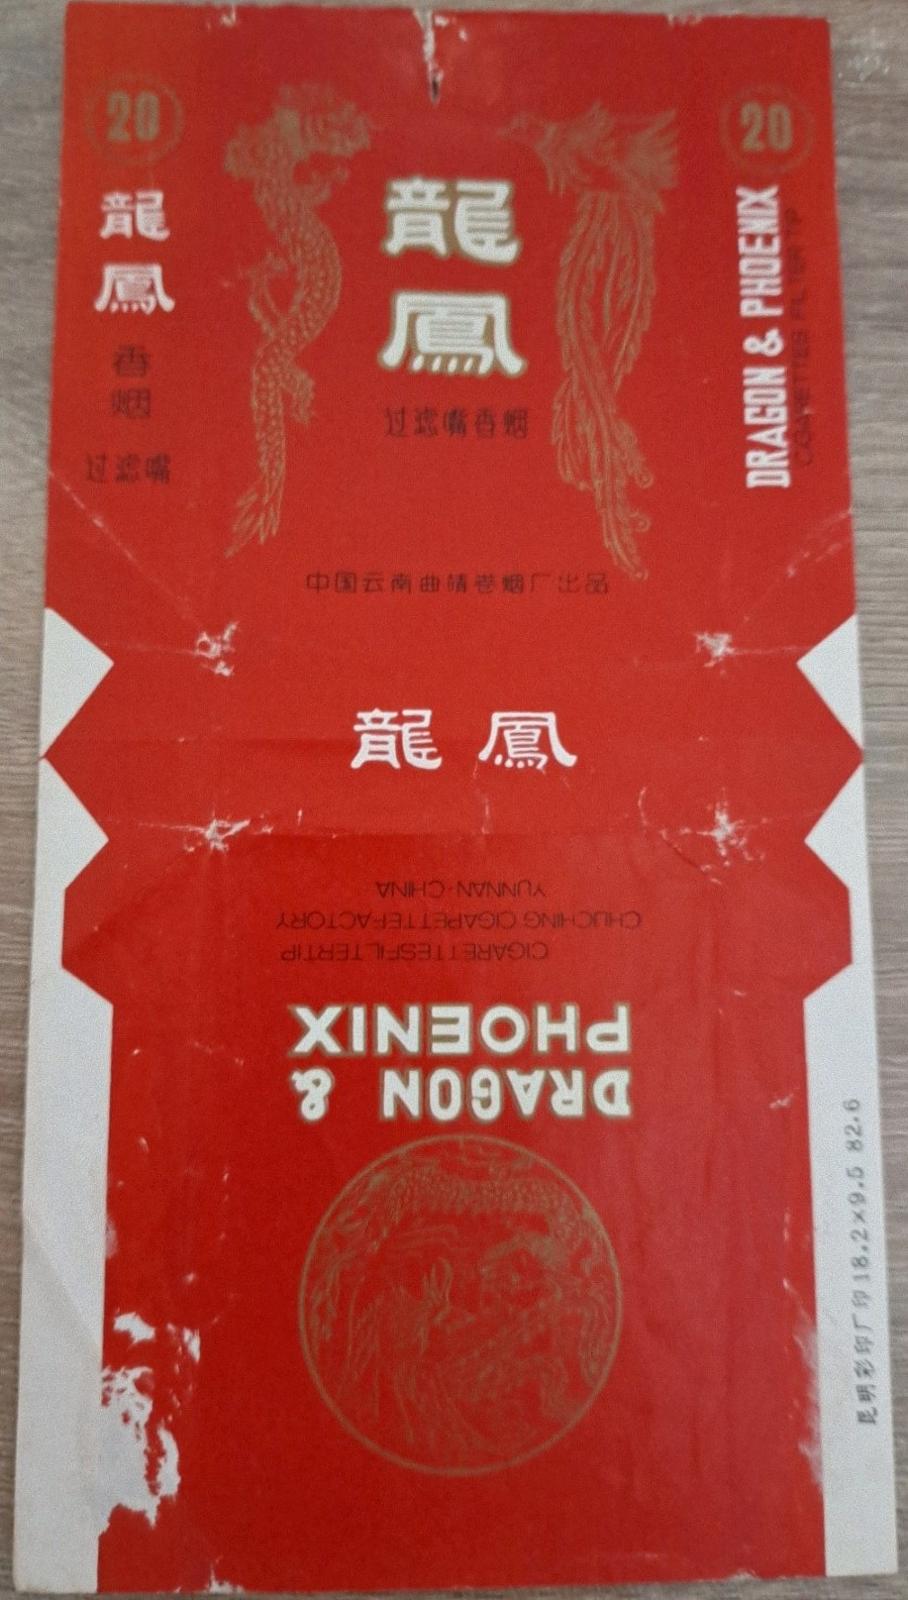 20
龍
鳳
香
烟
过滤嘴
龍
鳳
过滤嘴香烟
中国云南曲靖卷烟厂出品
20
DRAGON & PHOENIX
CIGARETTES FILTER TIP
龍 鳳
DRAGON &
PHOENIX
CIGARETTESFILTERTIP
CHUCHING CIGARETTEFACTORY
YUNNAN·CHINA
昆明彩印厂印18.2×9.5 82.6